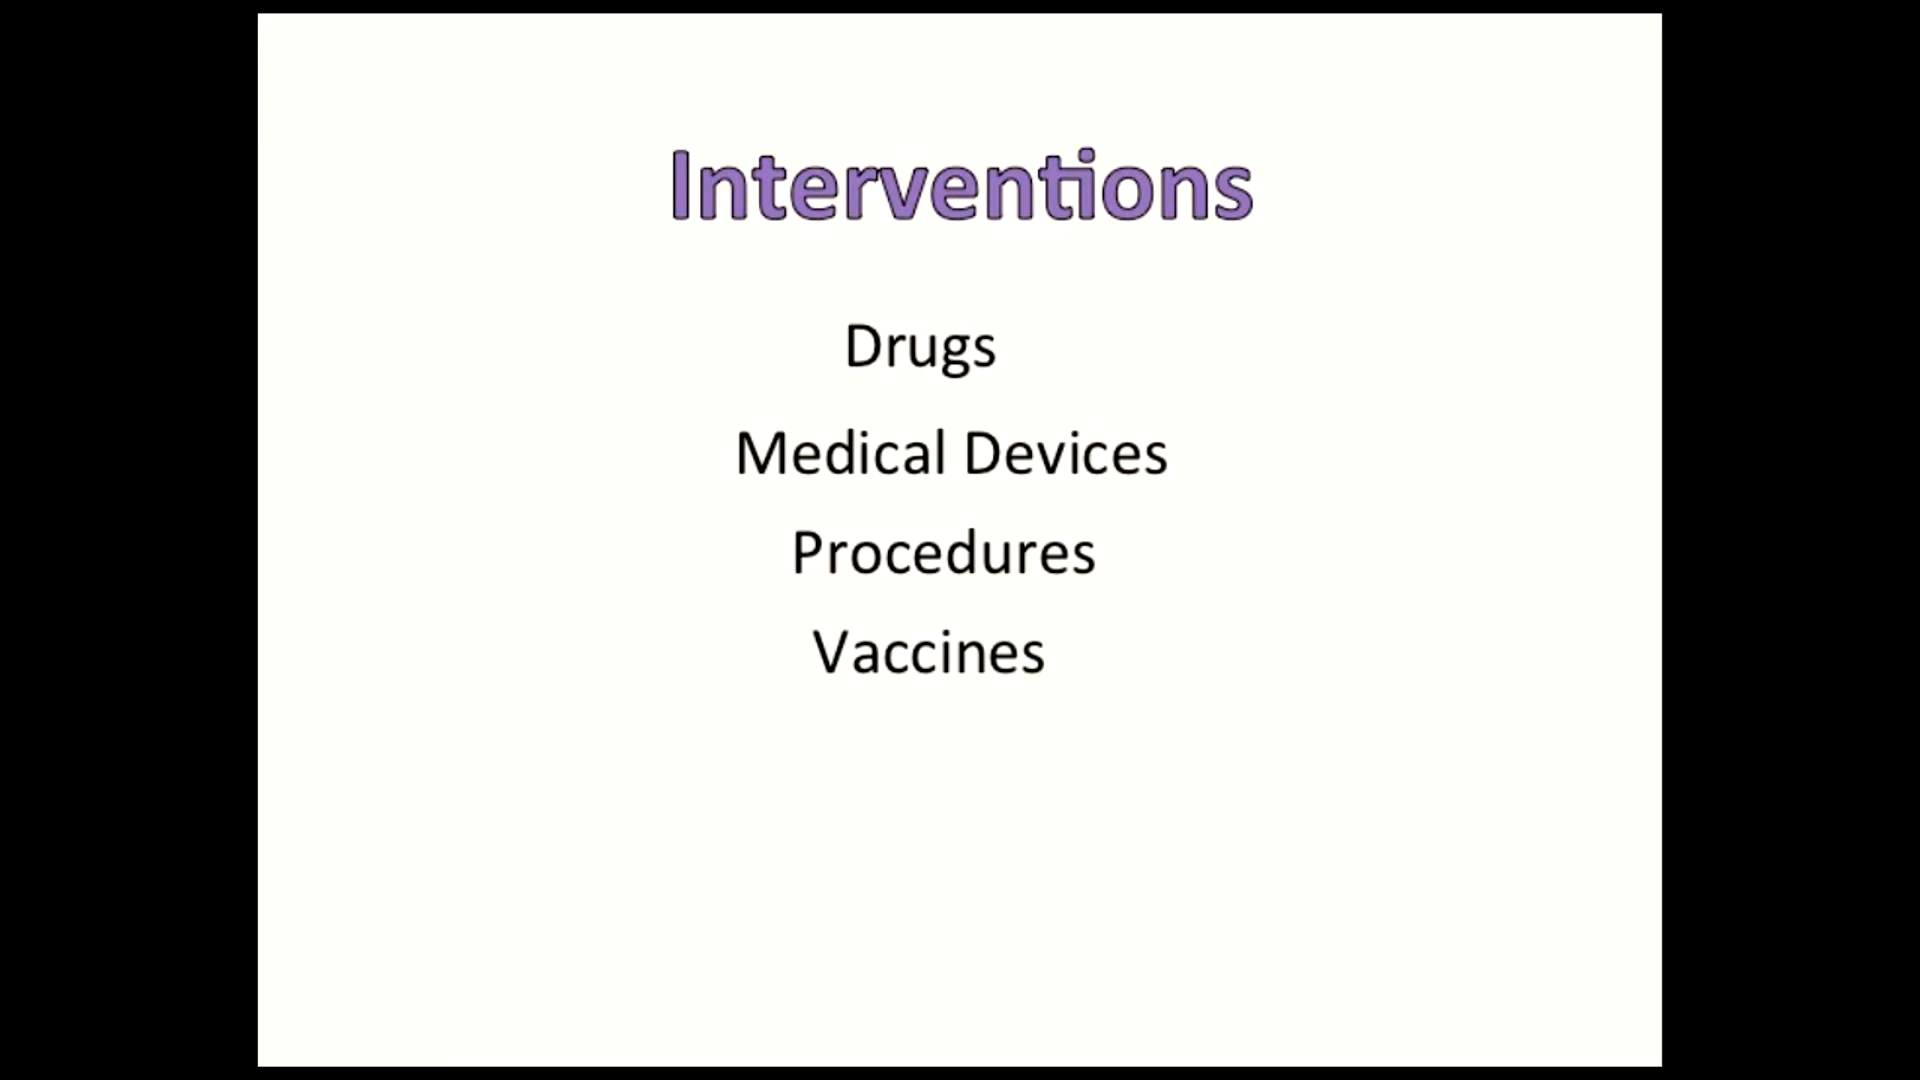 Interventions
Drugs
Medical Devices
Procedures
Vaccines